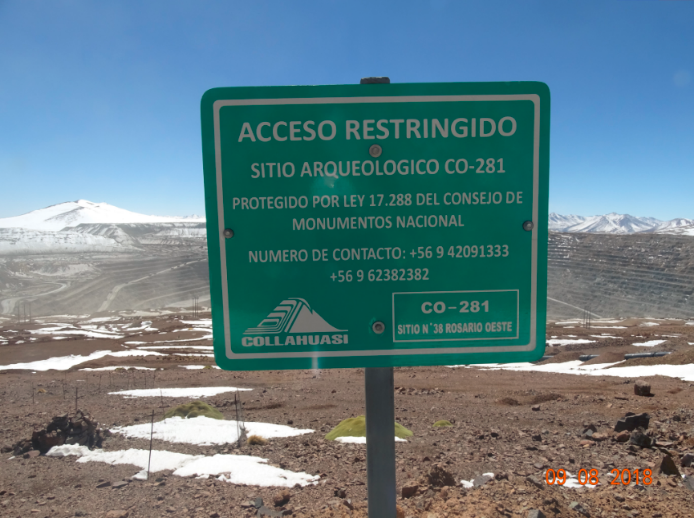 ACCESO RESTRINGIDO
SITIO ARQUEOLOGICO CO-281
PROTEGIDO POR LEY 17.288 DEL CONSEJO DE
MONUMENTOS NACIONAL
NUMERO DE CONTACTO: +56 9 42091333
+56 9 62382382
COLLAHUASI
CO-281
SITIO N°38 ROSARIO OESTE
09 08 2018